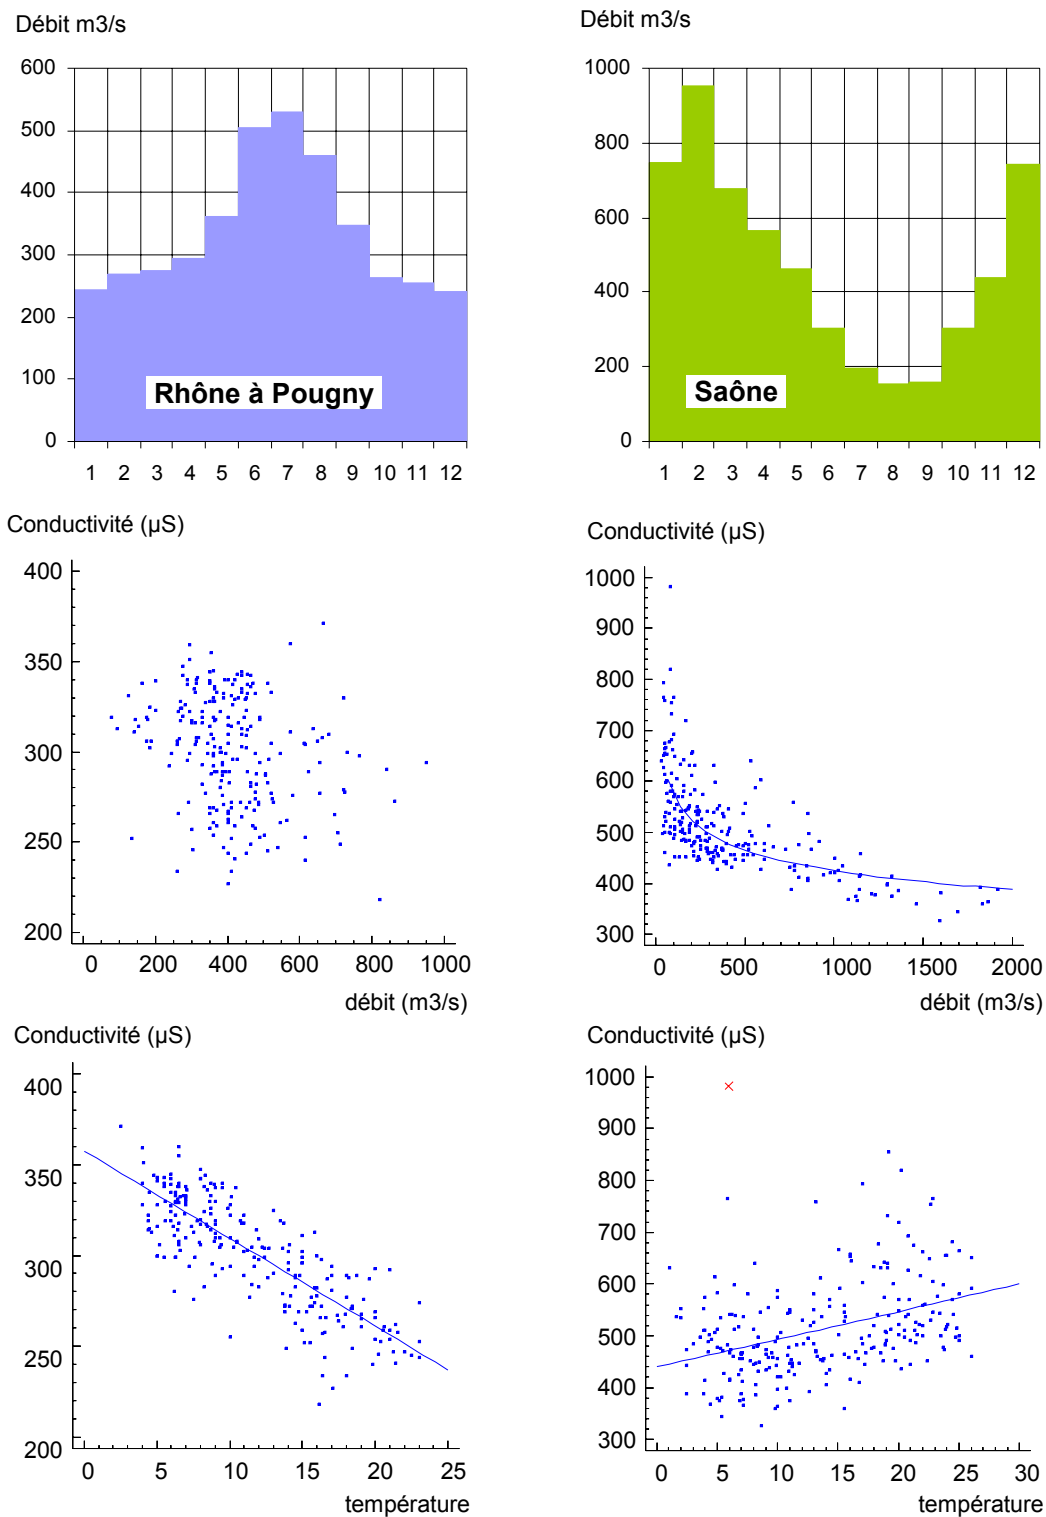 Débit m3/s
600
500
400
300
200
100
0
Rhône à Pougny
1 2 3 4 5 6 7 8 9 10 11 12
Débit m3/s
1000
800
600
400
200
0
Saône
1 2 3 4 5 6 7 8 9 10 11 12
Conductivité (µS)
400
350
300
250
200
0 200 400 600 800 1000
débit (m3/s)
Conductivité (µS)
1000
900
800
700
600
500
400
300
0 500 1000 1500 2000
débit (m3/s)
Conductivité (µS)
400
350
300
250
200
0 5 10 15 20 25
température
Conductivité (µS)
1000
900
800
700
600
500
400
300
0 5 10 15 20 25 30
température